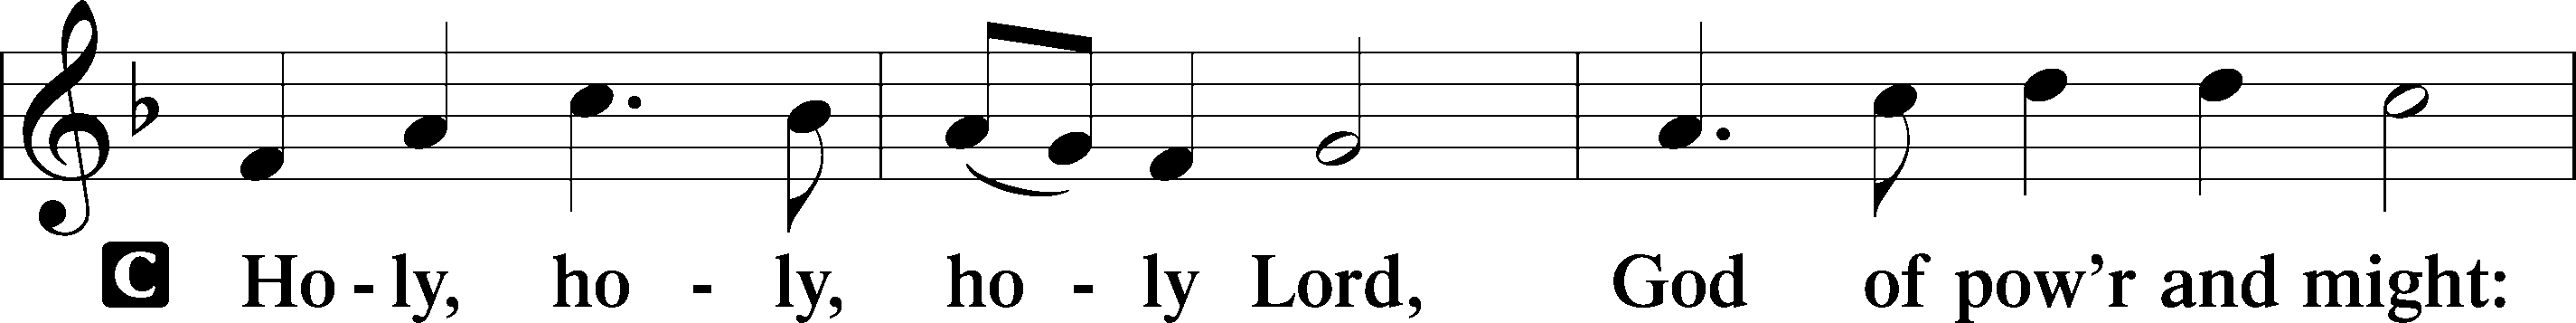 C Ho - ly, ho - ly, ho - ly Lord, God of pow’r and might: